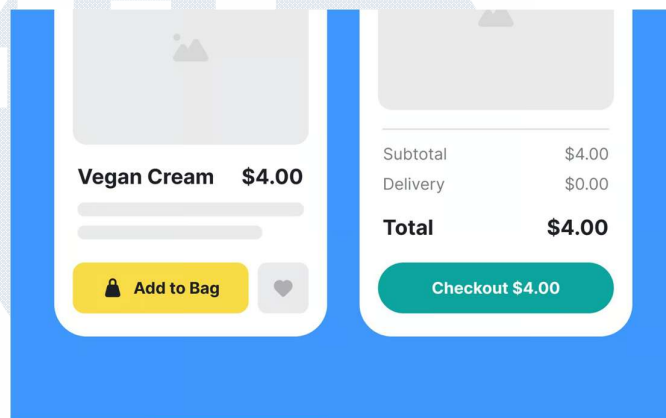 Vegan Cream $4.00
Add to Bag
Subtotal $4.00
Delivery $0.00
Total $4.00
Checkout $4.00